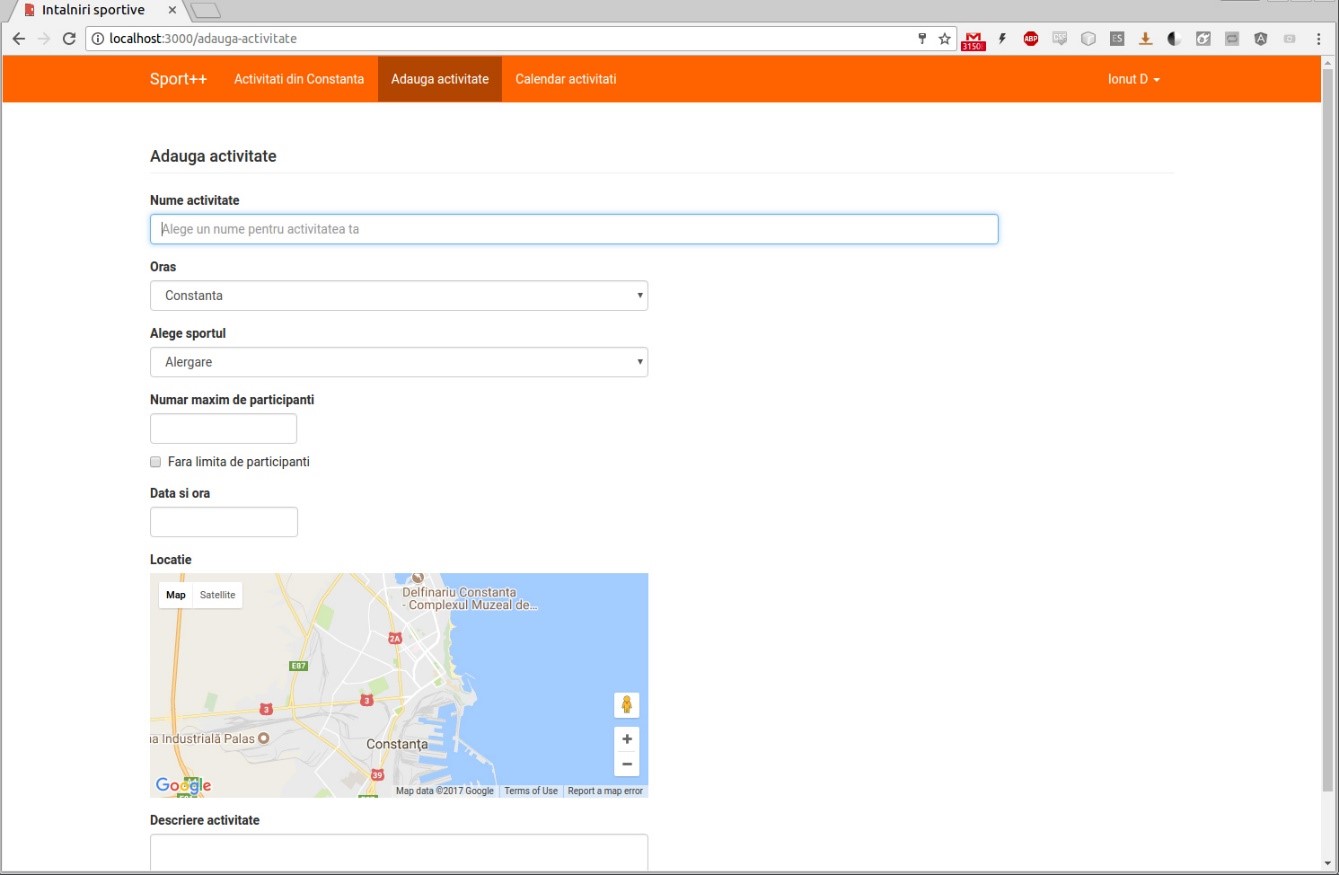 Intalniri sportive
localhost:3000/adauga-activitate
3150
ABP
ES
Sport++ Activitati din Constanta Adauga activitate Calendar activitati Ionut D
Adauga activitate
Nume activitate
Alege un nume pentru activitatea ta
Oras
Constanta
Alege sportul
Alergare
Numar maxim de participanti
Fara limita de participanti
Data si ora
Locatie
Map Satellite
Delfinariu Constanta
- Complexul Muzeal de...
2A
E87
3
3
na Industrială Palas
Constanţa
39
Google
Map data ©2017 Google Terms of Use Report a map error
Descriere activitate